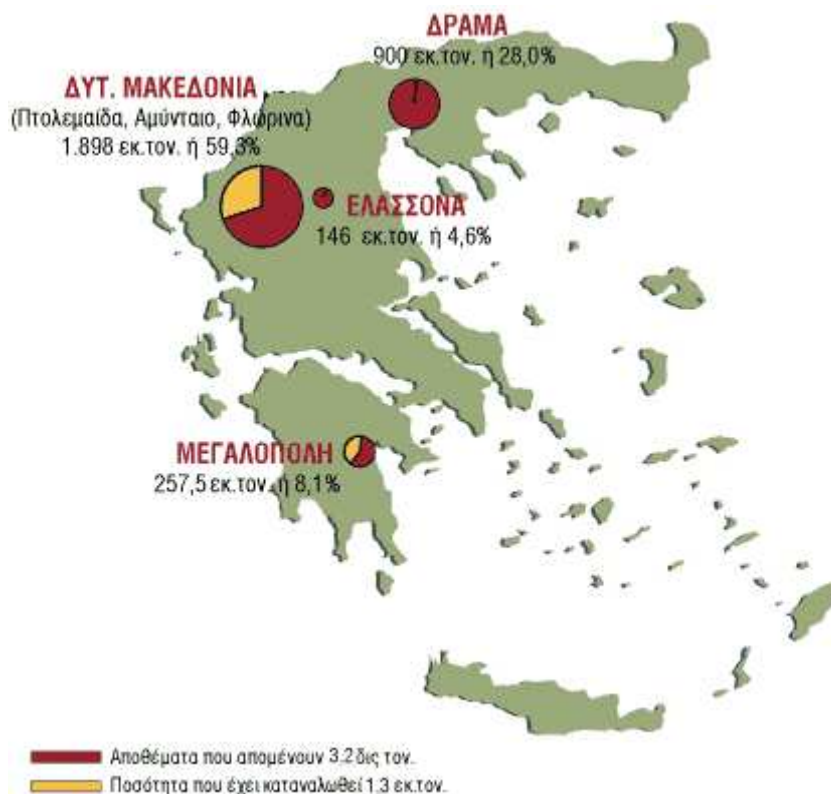 ΔΡΑΜΑ
900 εκ.τον. ή 28,0%
ΔΥΤ. ΜΑΚΕΔΟΝΙΑ
(Πτολεμαίδα, Αμύνταιο, Φλώρινα)
1.898 εκ.τον. ή 59,3%
ΕΛΑΣΣΟΝΑ
146 εκ.τον. ή 4,6%
ΜΕΓΑΛΟΠΟΛΗ
257,5 εκ.τον. ή 8,1%
Αποθέματα που απομένουν 3.2 δις τον.
Ποσότητα που έχει καταναλωθεί 1.3 εκ.τον.